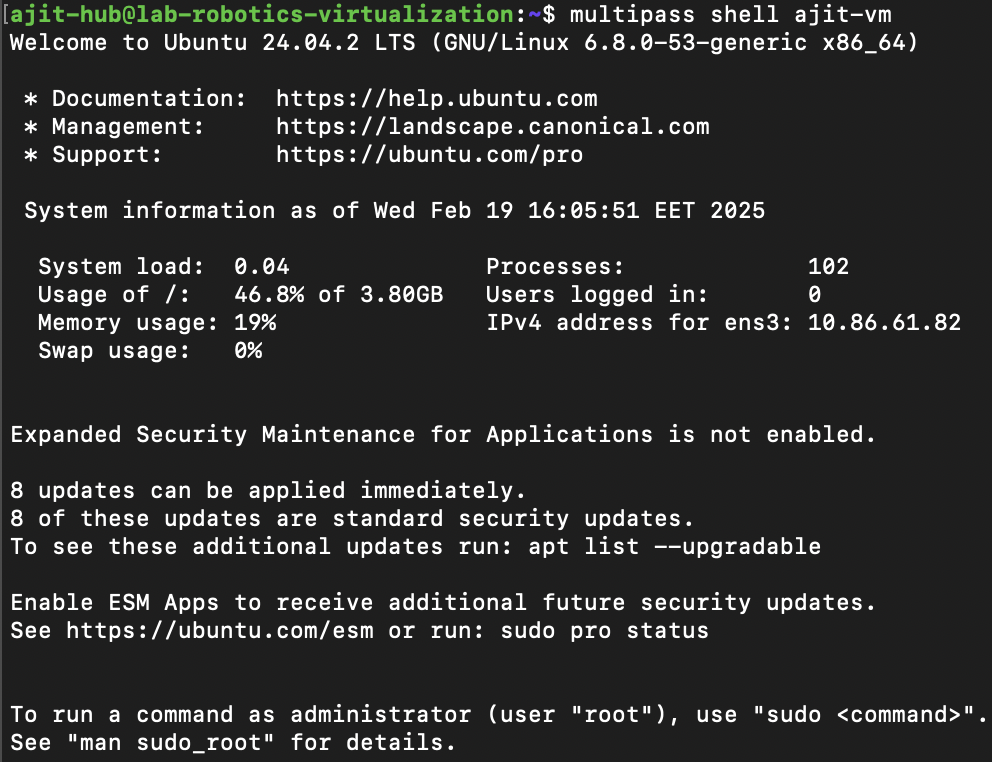 [ajit-hub@lab-robotics-virtualization:~$ multipass shell ajit-vm
Welcome to Ubuntu 24.04.2 LTS (GNU/Linux 6.8.0-53-generic x86_64)
* Documentation:  https://help.ubuntu.com
* Management:     https://landscape.canonical.com
* Support:        https://ubuntu.com/pro
System information as of Wed Feb 19 16:05:51 EET 2025
System load:  0.04              Processes:             102
Usage of /:   46.8% of 3.80GB   Users logged in:       0
Memory usage: 19%               IPv4 address for ens3: 10.86.61.82
Swap usage:   0%
Expanded Security Maintenance for Applications is not enabled.
8 updates can be applied immediately.
8 of these updates are standard security updates.
To see these additional updates run: apt list --upgradable
Enable ESM Apps to receive additional future security updates.
See https://ubuntu.com/esm or run: sudo pro status
To run a command as administrator (user "root"), use "sudo <command>".
See "man sudo_root" for details.